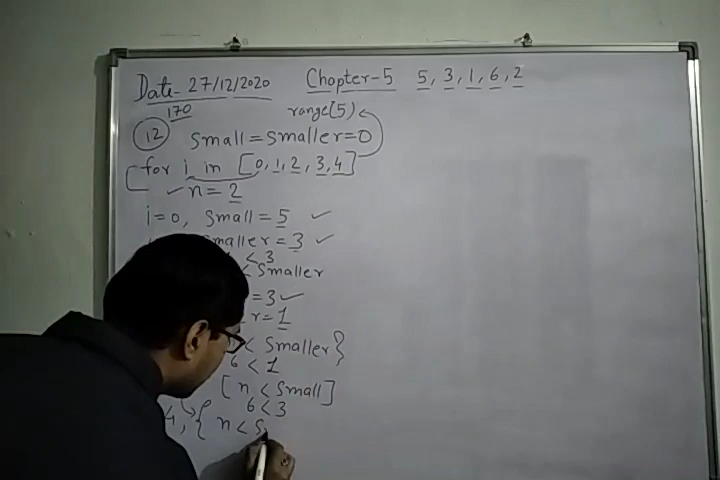 Date- 27/12/2020 Chapter-5 5, 3, 1, 6, 2
170 range(5)
12 Small = Smaller = 0
for i in [0, 1, 2, 3, 4]
✓ n = 2
i=0, Small = 5 ✓
Smaller = 3 ✓
< 3
< Smaller
= 3 ✓
r = 1
< Smaller }
6 < 1
[n < Small]
6 < 3
4, { n < S